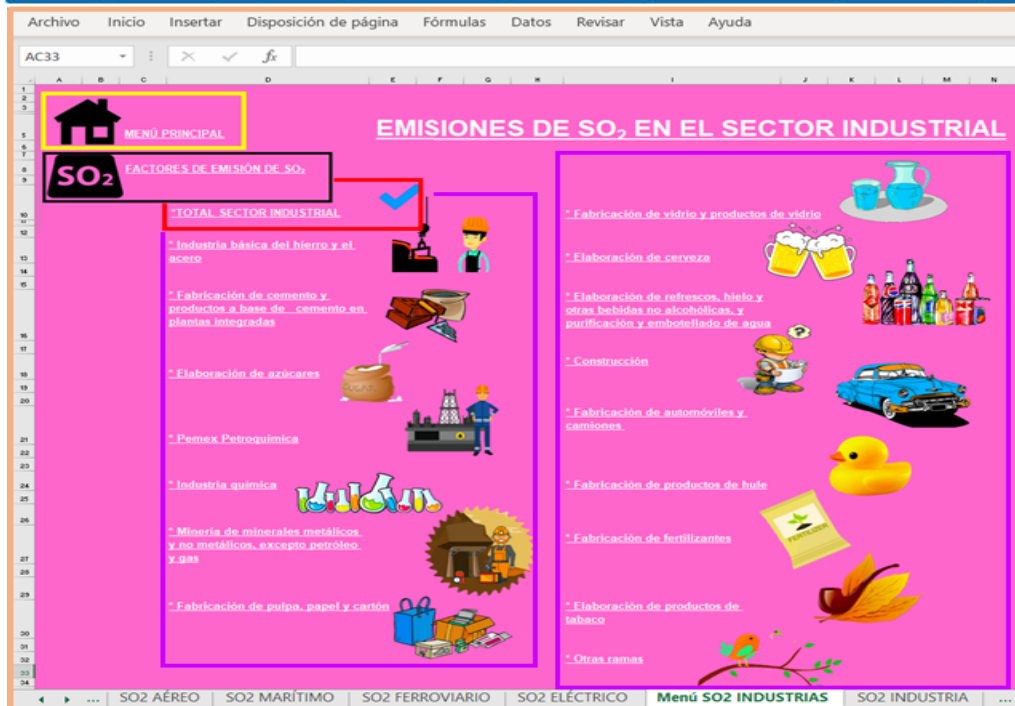 Archivo Inicio Insertar Disposición de página Fórmulas Datos Revisar Vista Ayuda
AC33 fx
A B C D E F G H I J K L M N
MENÚ PRINCIPAL
EMISIONES DE SO₂ EN EL SECTOR INDUSTRIAL
SO₂
FACTORES DE EMISIÓN DE SO₂
*TOTAL SECTOR INDUSTRIAL
* Industria básica del hierro y el
acero
* Fabricación de cemento y
productos a base de cemento en
plantas integradas
* Elaboración de azúcares
* Pemex Petroquímica
* Industria química
* Minería de minerales metálicos
y no metálicos, excepto petróleo
y gas
* Fabricación de pulpa, papel y cartón
* Fabricación de vidrio y productos de vidrio
* Elaboración de cerveza
* Elaboración de refrescos, hielo y
otras bebidas no alcohólicas, y
purificación y embotellado de agua
* Construcción
?
* Fabricación de automóviles y
camiones
* Fabricación de productos de hule
* Fabricación de fertilizantes
FERTILIZER
* Elaboración de productos de
tabaco
* Otras ramas
... SO2 AÉREO SO2 MARÍTIMO SO2 FERROVIARIO SO2 ELÉCTRICO Menú SO2 INDUSTRIAS SO2 INDUSTRIA ...